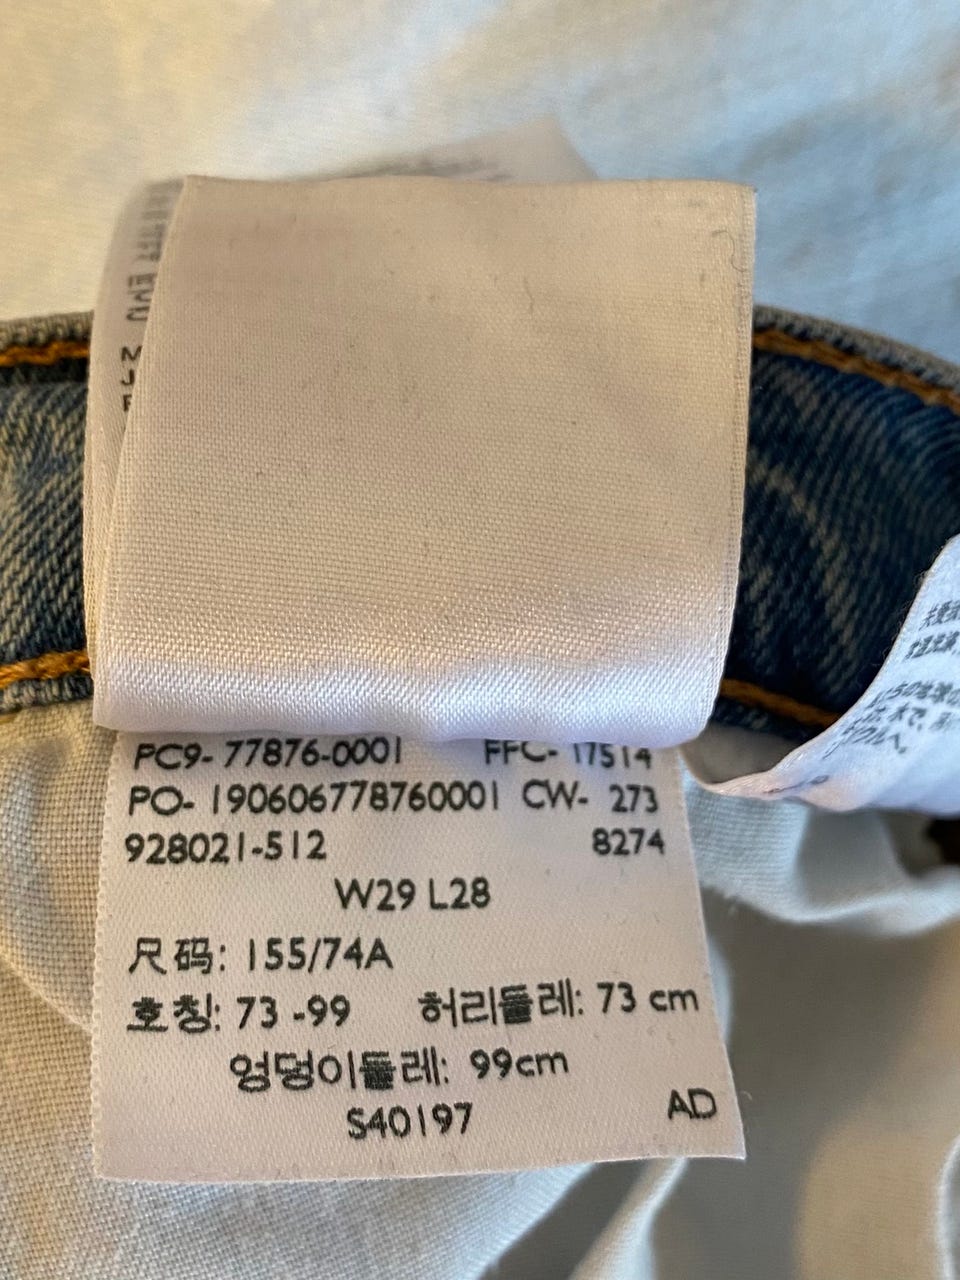 PC9- 77876-0001 FFC- 17514
PO- 190606778760001 CW- 273
928021-512 8274
W29 L28
尺码: 155/74A
호칭: 73 -99 허리둘레: 73 cm
엉덩이둘레: 99cm
S40197 AD